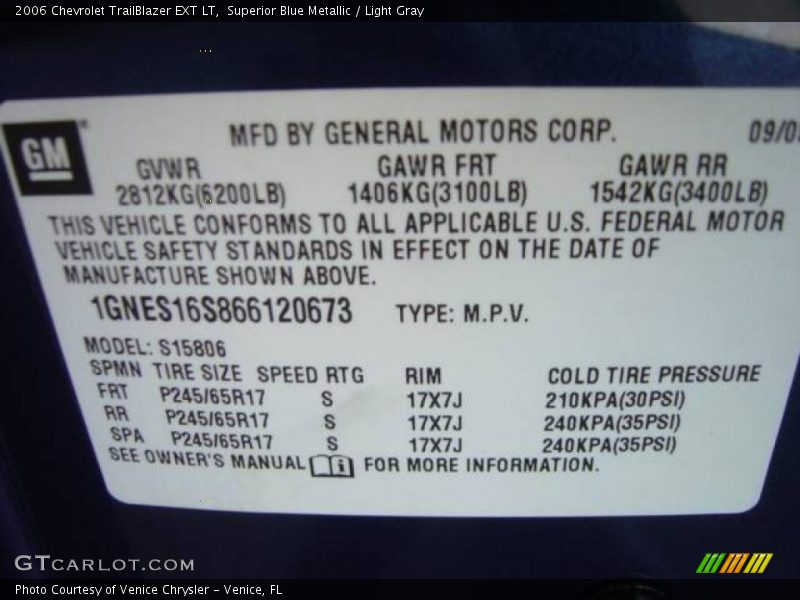 2006 Chevrolet TrailBlazer EXT LT,  Superior Blue Metallic / Light Gray
GM
MFD BY GENERAL MOTORS CORP.
GVWR GAWR FRT GAWR RR
2812KG(6200LB) 1406KG(3100LB) 1542KG(3400LB)
THIS VEHICLE CONFORMS TO ALL APPLICABLE U.S. FEDERAL MOTOR
VEHICLE SAFETY STANDARDS IN EFFECT ON THE DATE OF
MANUFACTURE SHOWN ABOVE.
1GNES16S866120673 TYPE: M.P.V.
MODEL: S15806
SPMN TIRE SIZE SPEED RTG RIM COLD TIRE PRESSURE
FRT P245/65R17 S 17X7J 210KPA(30PSI)
RR P245/65R17 S 17X7J 240KPA(35PSI)
SPA P245/65R17 S 17X7J 240KPA(35PSI)
SEE OWNER'S MANUAL i FOR MORE INFORMATION.
GTCARLOT.COM
Photo Courtesy of Venice Chrysler - Venice, FL